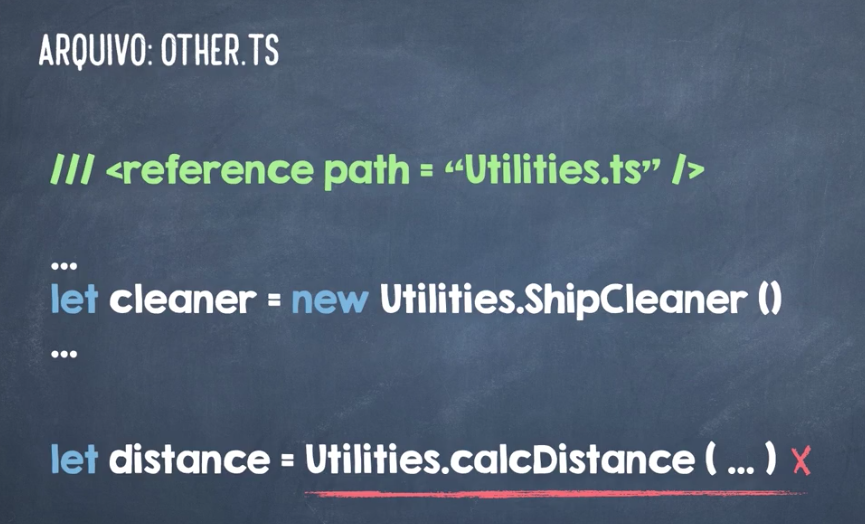 ARQUIVO: OTHER.TS
/// <reference path = “Utilities.ts” />
...
let cleaner = new Utilities.ShipCleaner ()
...
let distance = Utilities.calcDistance ( ... ) X